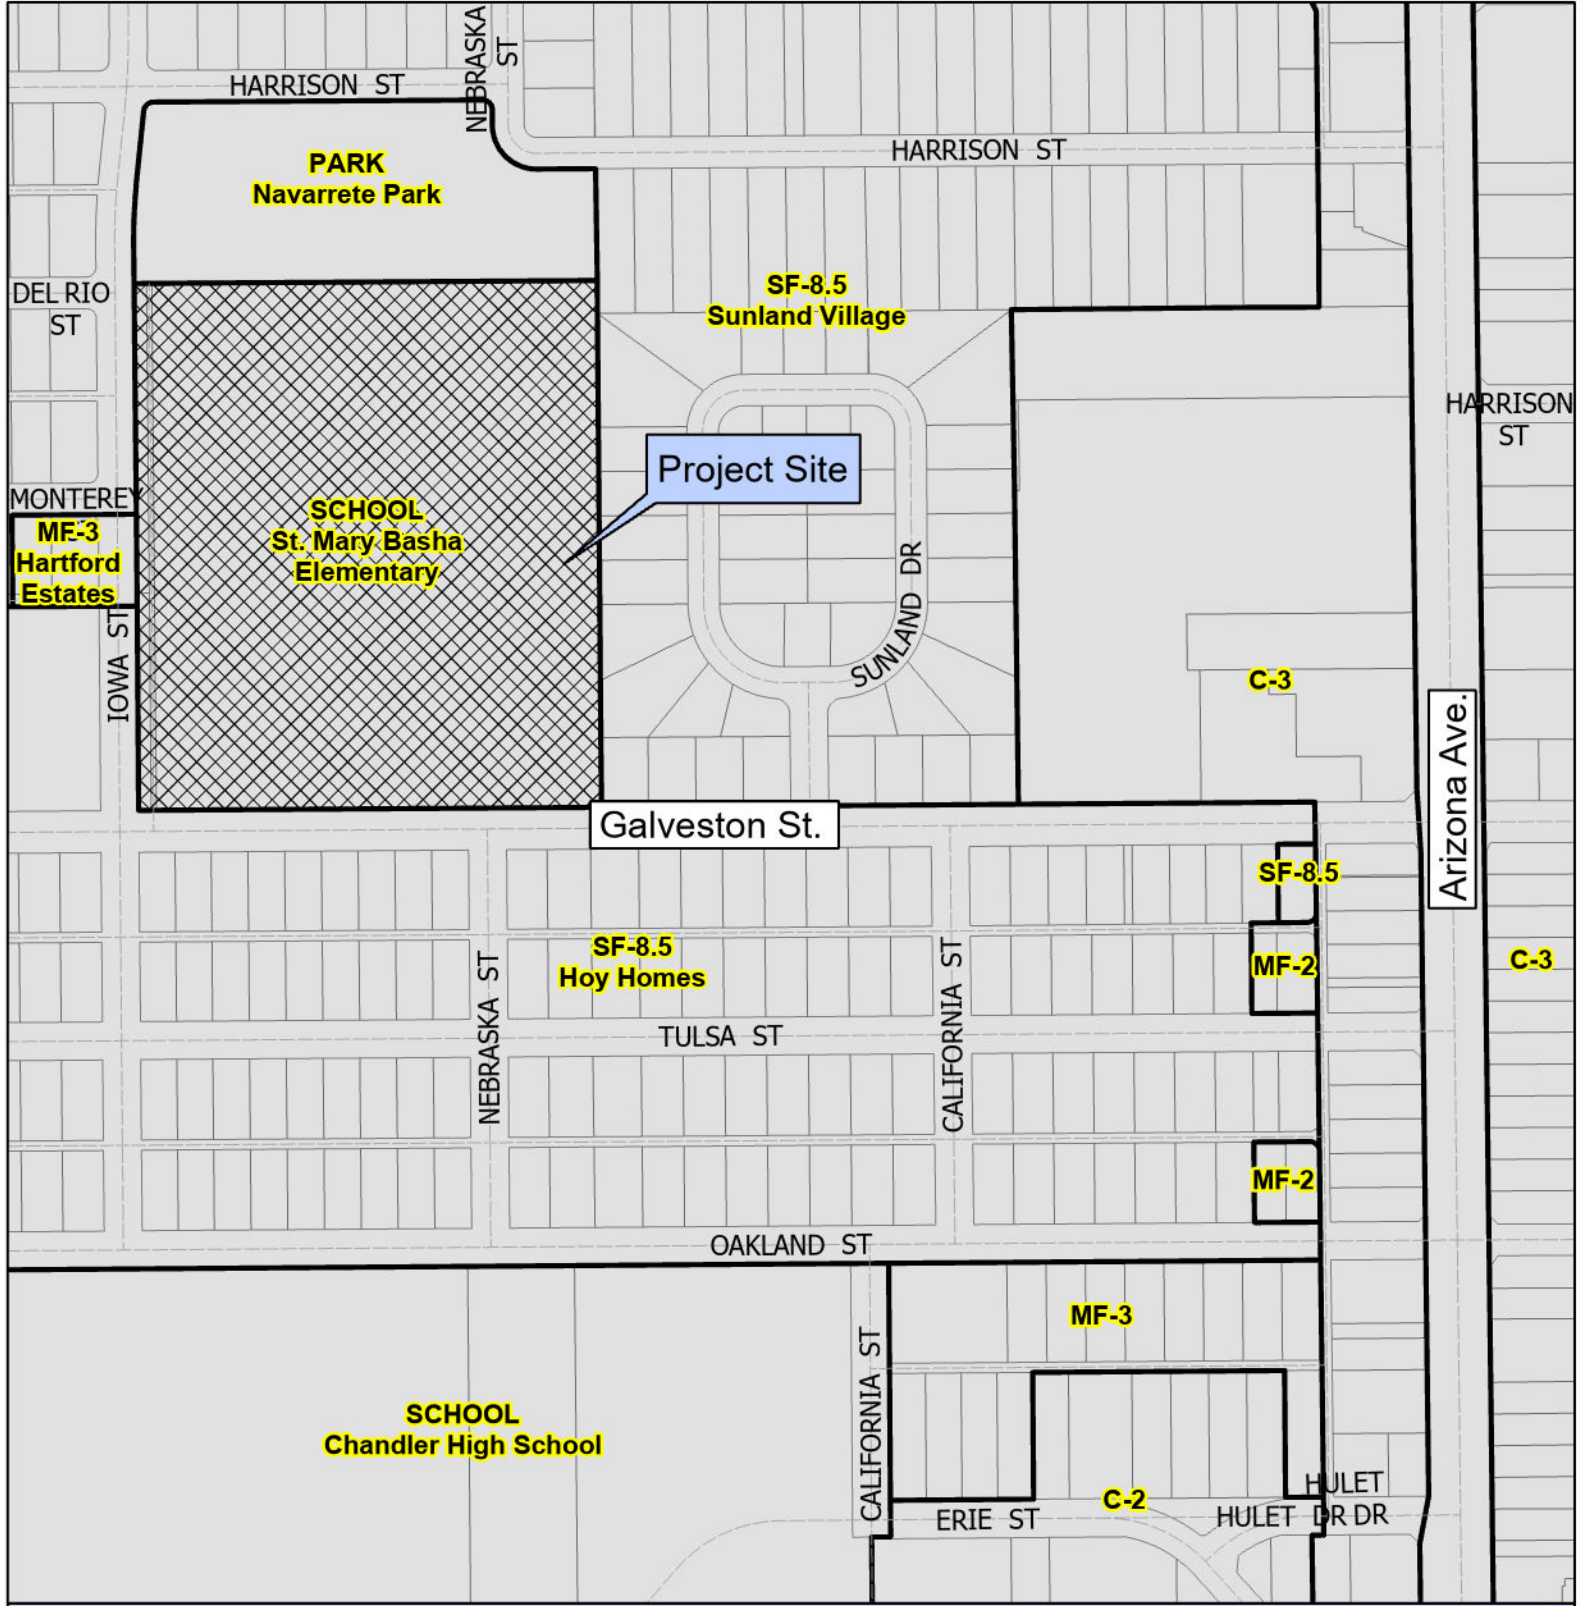 NEBRASKA
ST
HARRISON ST
HARRISON ST
PARK
Navarrete Park
DEL RIO
ST
SF-8.5
Sunland Village
HARRISON
ST
Project Site
MONTEREY
SCHOOL
St. Mary Basha
Elementary
MF-3
Hartford
Estates
IOWA ST
SUNLAND DR
C-3
Arizona Ave.
Galveston St.
SF-8.5
SF-8.5
Hoy Homes
MF-2
C-3
NEBRASKA ST
CALIFORNIA ST
TULSA ST
MF-2
OAKLAND ST
MF-3
CALIFORNIA ST
SCHOOL
Chandler High School
C-2
HULET
DR
ERIE ST
HULET DR